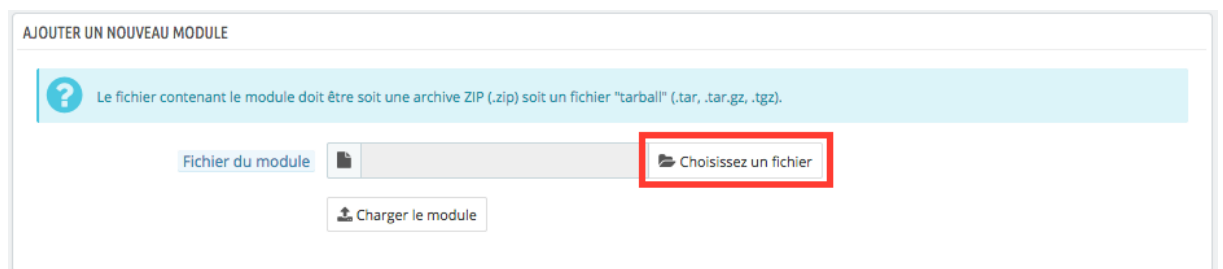 AJOUTER UN NOUVEAU MODULE
Le fichier contenant le module doit être soit une archive ZIP (.zip) soit un fichier "tarball" (.tar, .tar.gz, .tgz).
Fichier du module
Choisissez un fichier
Charger le module